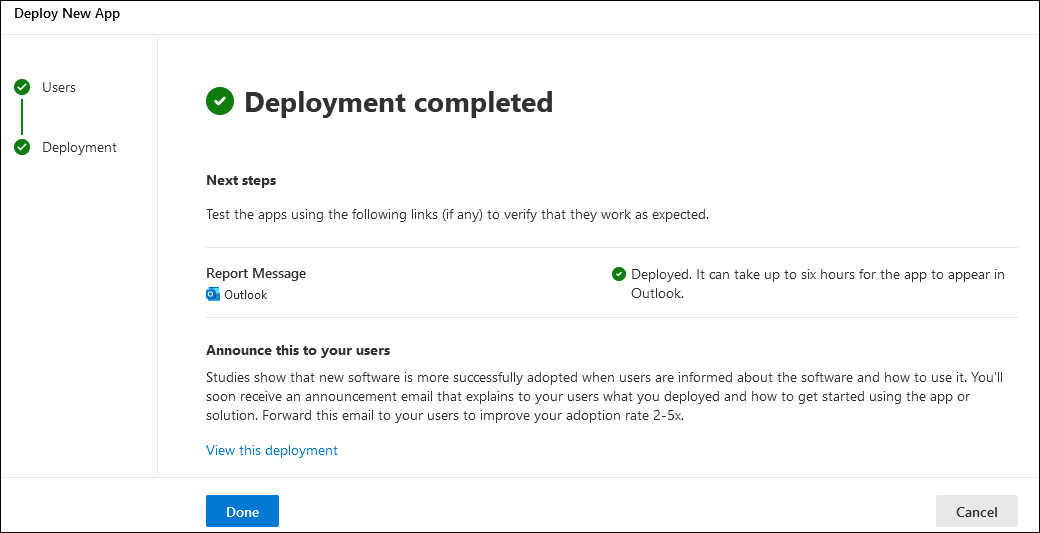 Deploy New App
Users
Deployment
Deployment completed
Next steps
Test the apps using the following links (if any) to verify that they work as expected.
Report Message
Outlook
Deployed. It can take up to six hours for the app to appear in
Outlook.
Announce this to your users
Studies show that new software is more successfully adopted when users are informed about the software and how to use it. You'll
soon receive an announcement email that explains to your users what you deployed and how to get started using the app or
solution. Forward this email to your users to improve your adoption rate 2-5x.
View this deployment
Done
Cancel